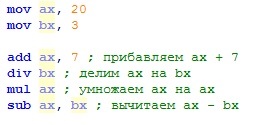 mov ax, 20
mov bx, 3
add ax, 7 ; прибавляем ax + 7
div bx ; делим ax на bx
mul ax ; умножаем ax на ax
sub ax, bx ; вычитаем ax - bx